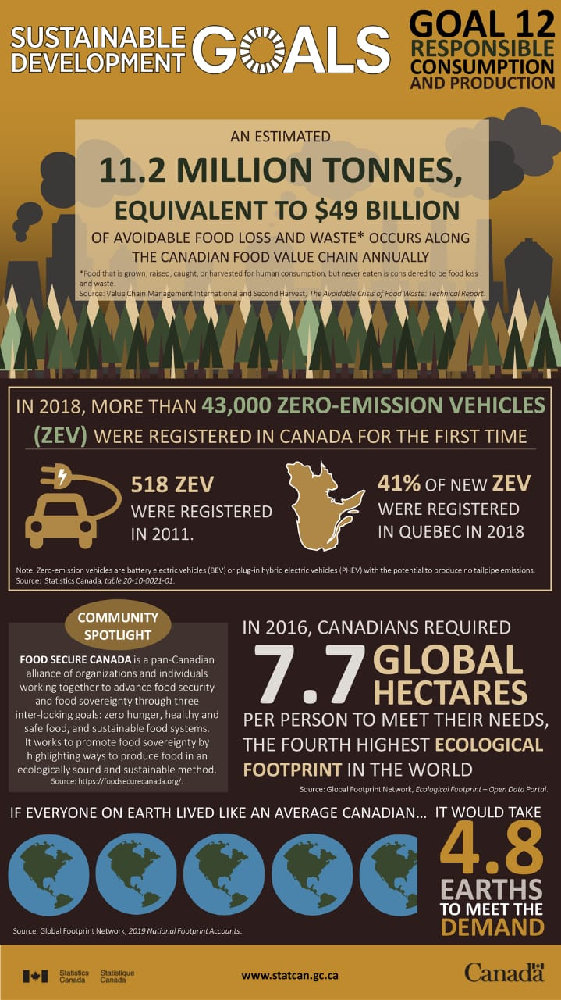 SUSTAINABLE
DEVELOPMENT
GOALS
GOAL 12
RESPONSIBLE
CONSUMPTION
AND PRODUCTION
AN ESTIMATED
11.2 MILLION TONNES,
EQUIVALENT TO $49 BILLION
OF AVOIDABLE FOOD LOSS AND WASTE* OCCURS ALONG
THE CANADIAN FOOD VALUE CHAIN ANNUALLY
*Food that is grown, raised, caught, or harvested for human consumption, but never eaten is considered to be food loss
and waste.
Source: Value Chain Management International and Second Harvest, The Avoidable Crisis of Food Waste: Technical Report.
IN 2018, MORE THAN 43,000 ZERO-EMISSION VEHICLES
(ZEV) WERE REGISTERED IN CANADA FOR THE FIRST TIME
518 ZEV
WERE REGISTERED
IN 2011.
41% OF NEW ZEV
WERE REGISTERED
IN QUEBEC IN 2018
Note: Zero-emission vehicles are battery electric vehicles (BEV) or plug-in hybrid electric vehicles (PHEV) with the potential to produce no tailpipe emissions.
Source: Statistics Canada, table 20-10-0021-01.
COMMUNITY
SPOTLIGHT
FOOD SECURE CANADA is a pan-Canadian
alliance of organizations and individuals
working together to advance food security
and food sovereignty through three
inter-locking goals: zero hunger, healthy and
safe food, and sustainable food systems.
It works to promote food sovereignty by
highlighting ways to produce food in an
ecologically sound and sustainable method.
Source: https://foodsecurecanada.org/.
IN 2016, CANADIANS REQUIRED
7.7 GLOBAL
HECTARES
PER PERSON TO MEET THEIR NEEDS,
THE FOURTH HIGHEST ECOLOGICAL
FOOTPRINT IN THE WORLD
Source: Global Footprint Network, Ecological Footprint – Open Data Portal.
IF EVERYONE ON EARTH LIVED LIKE AN AVERAGE CANADIAN... IT WOULD TAKE
4.8
EARTHS
TO MEET THE
DEMAND
Source: Global Footprint Network, 2019 National Footprint Accounts.
Statistics
Canada
Statistique
Canada
www.statcan.gc.ca
Canada